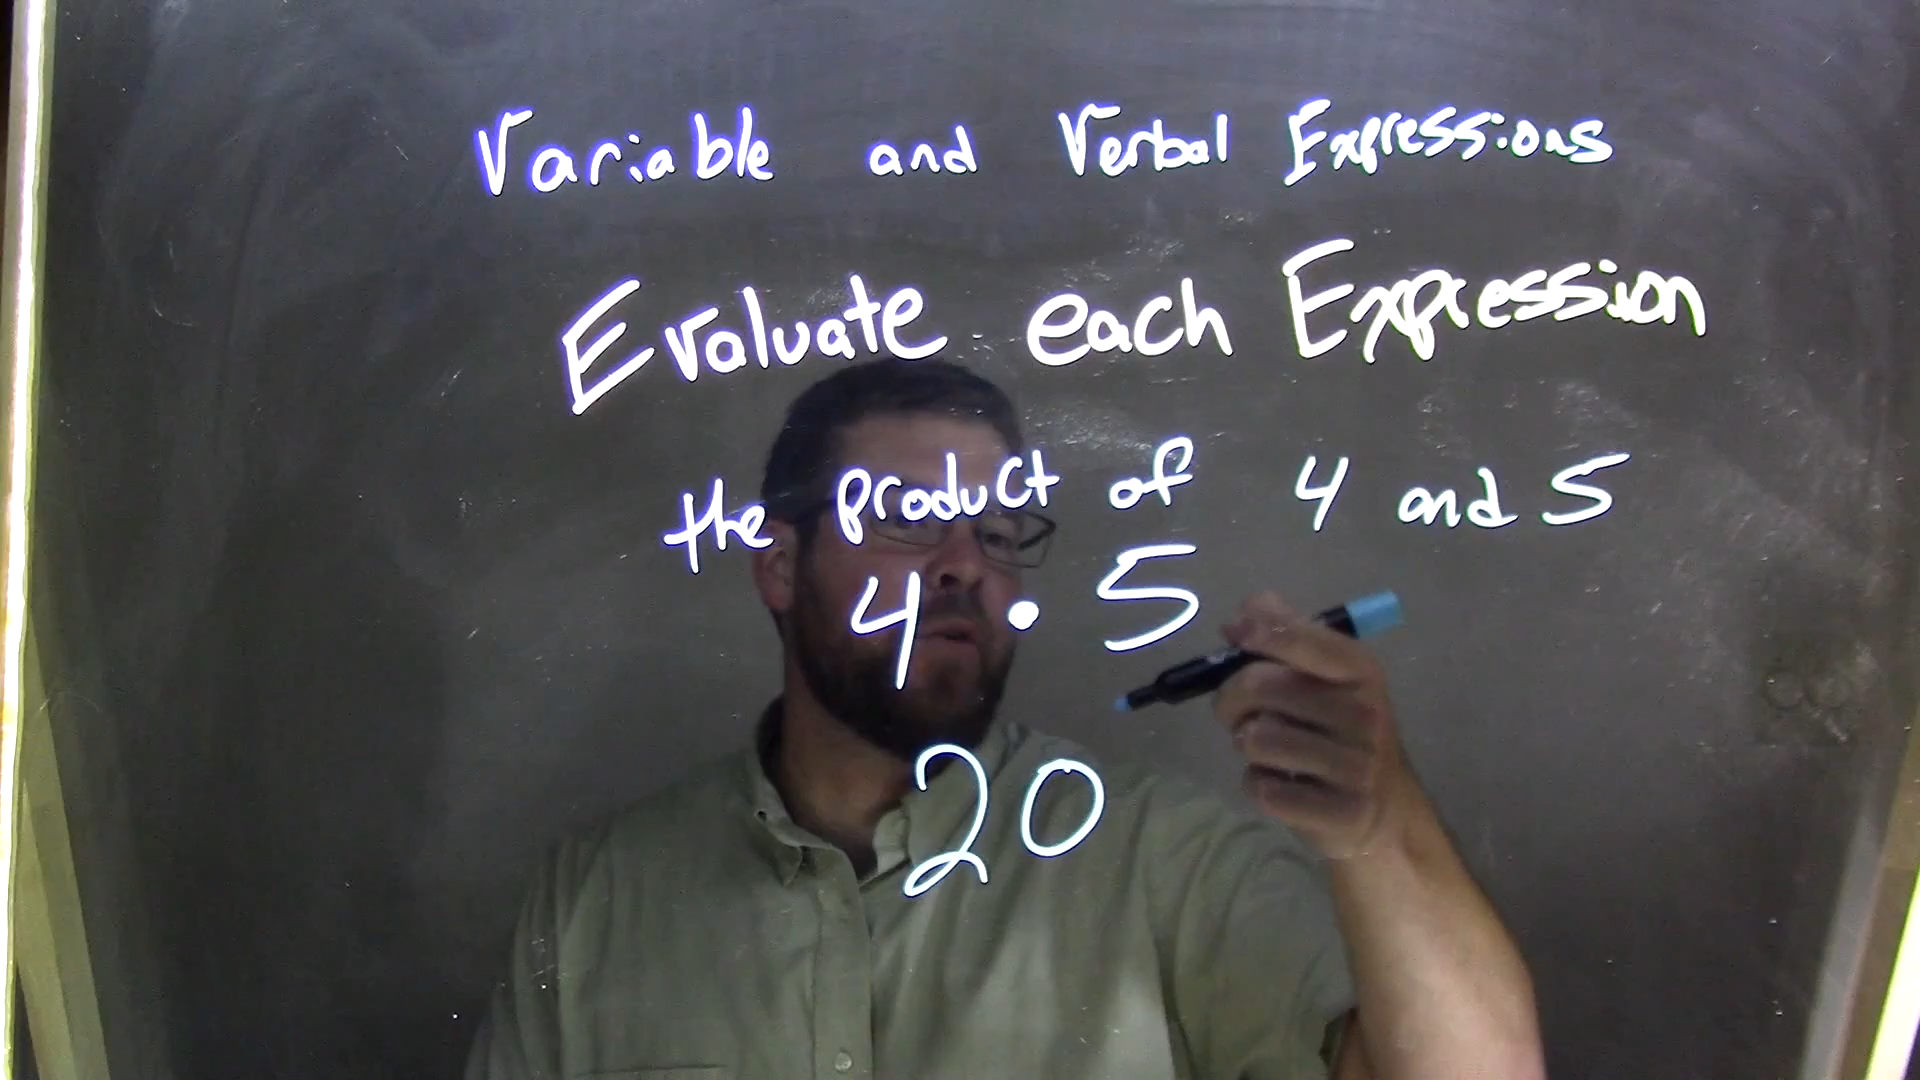 Variable and Verbal Expressions
Evaluate each Expression
the product of 4 and 5
4 • 5
20